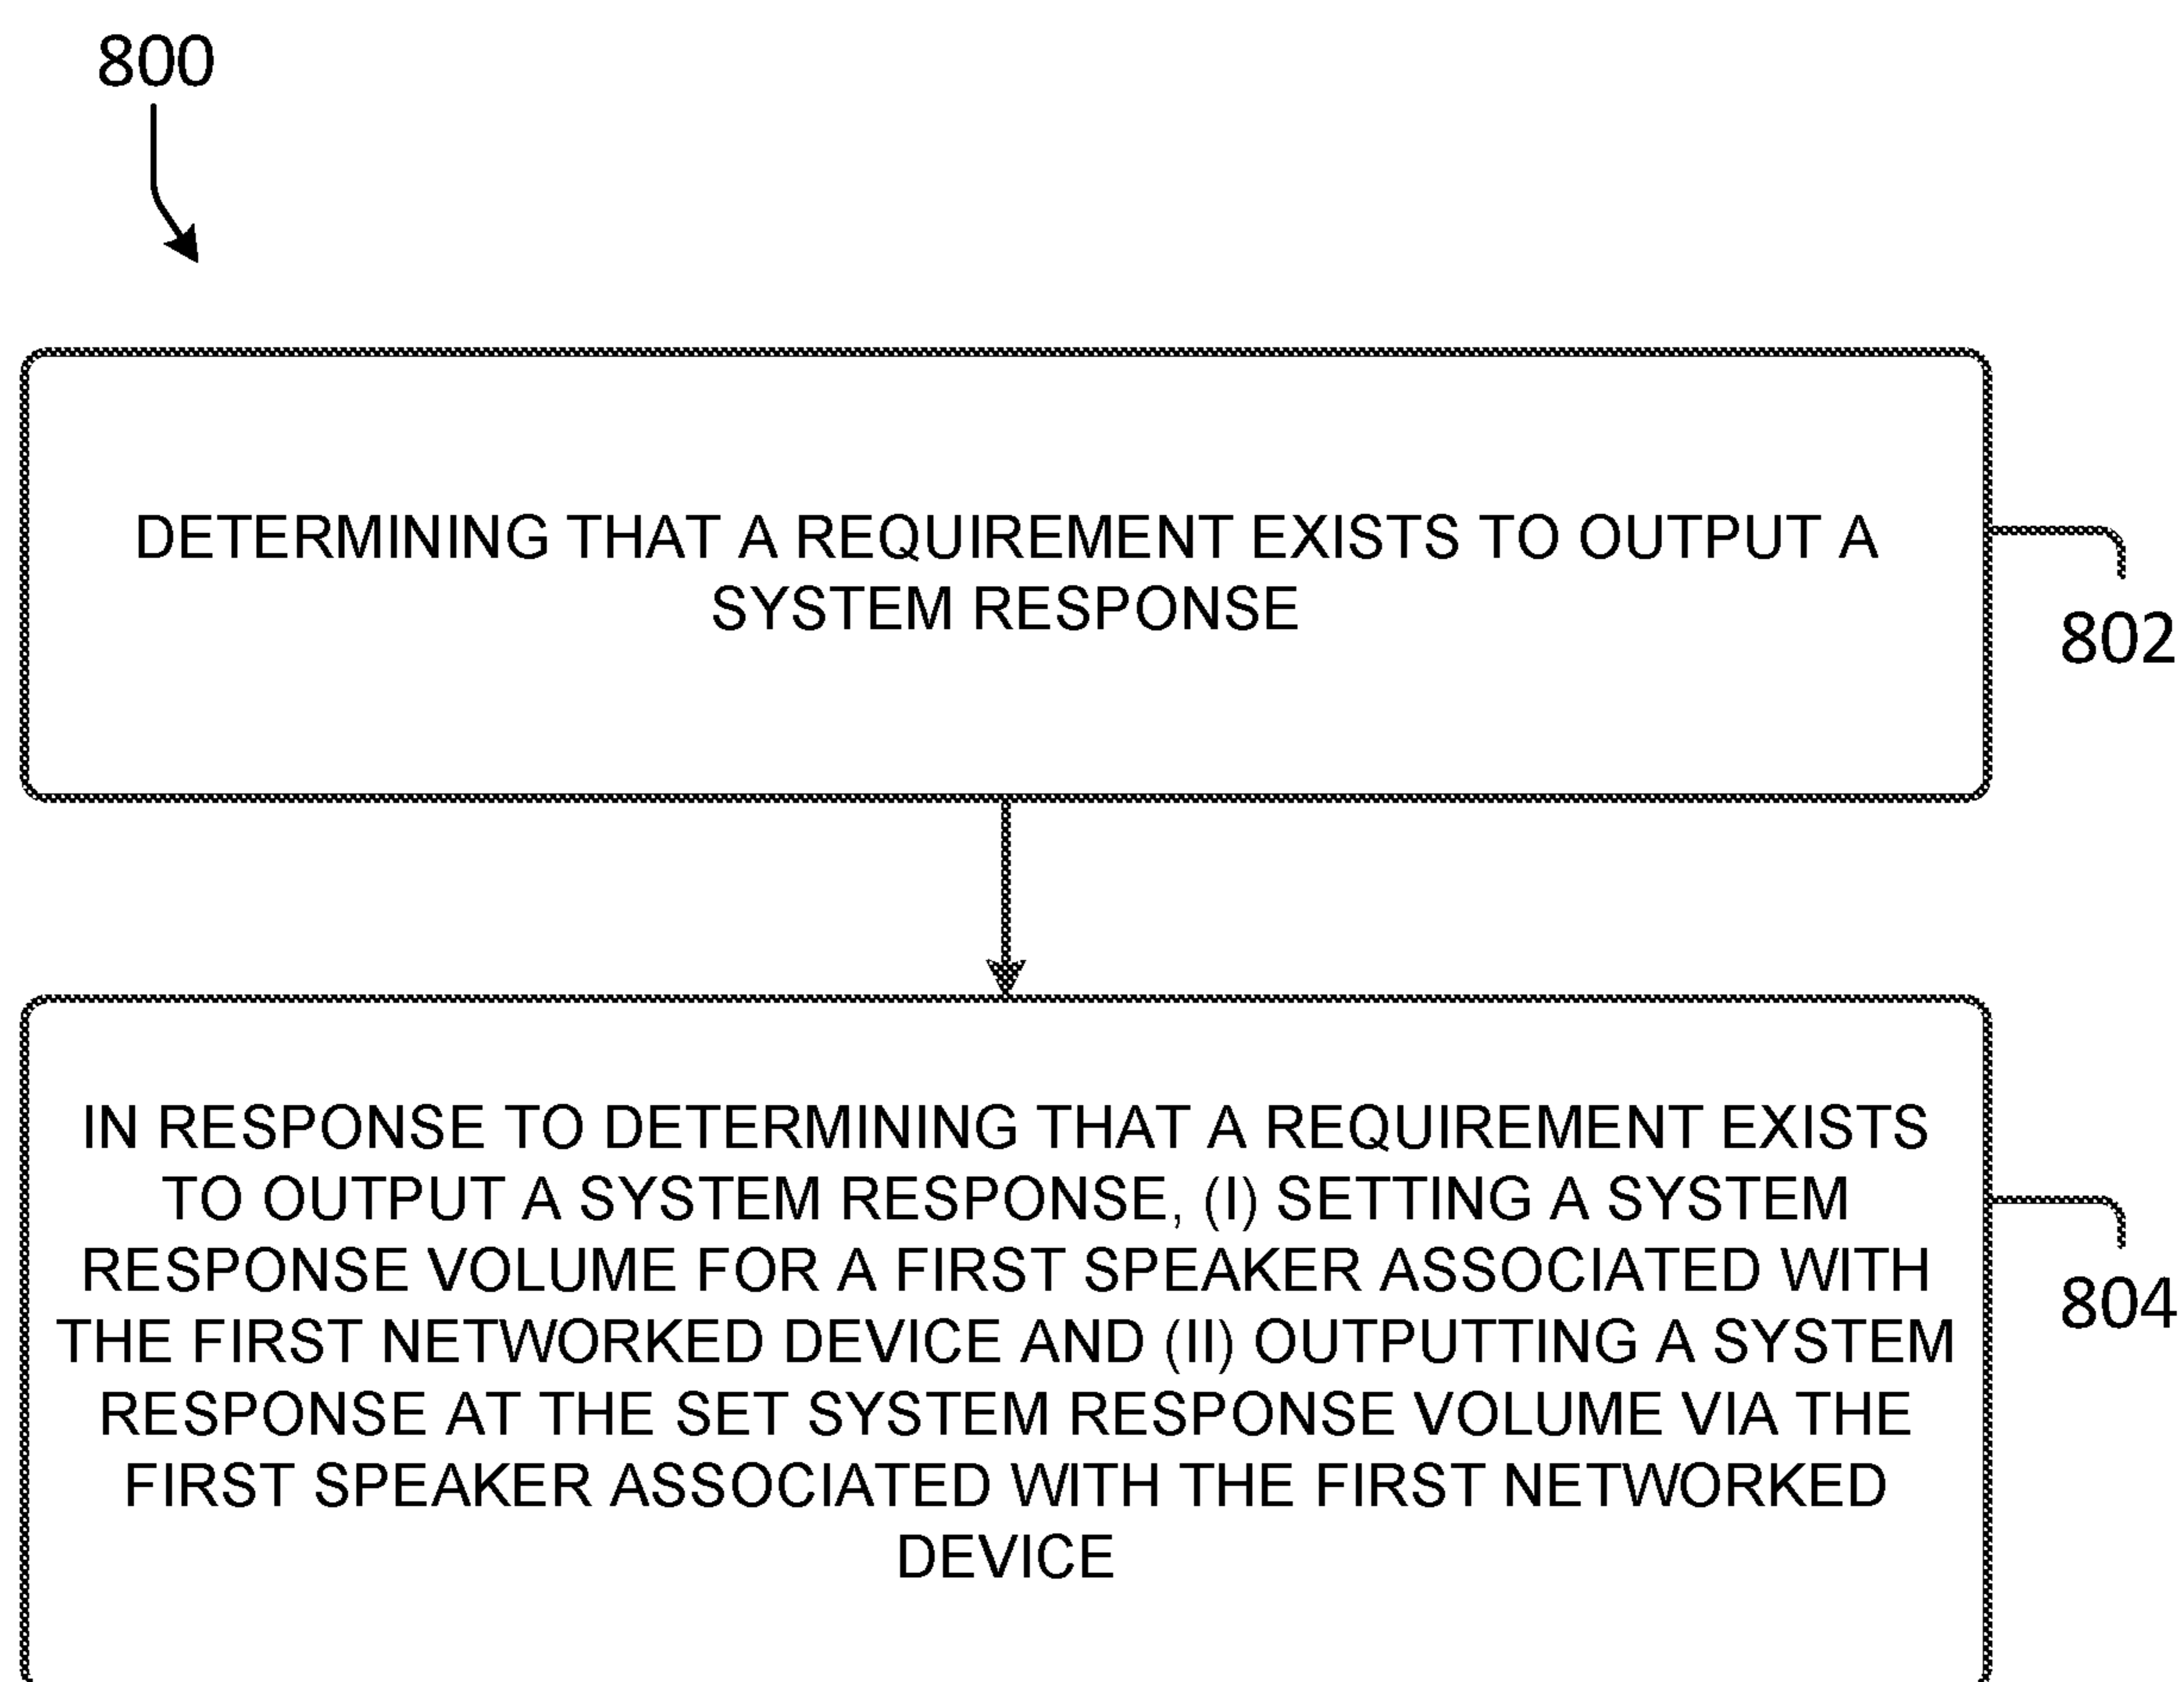 800
DETERMINING THAT A REQUIREMENT EXISTS TO OUTPUT A
SYSTEM RESPONSE
802
IN RESPONSE TO DETERMINING THAT A REQUIREMENT EXISTS
TO OUTPUT A SYSTEM RESPONSE, (I) SETTING A SYSTEM
RESPONSE VOLUME FOR A FIRST SPEAKER ASSOCIATED WITH
THE FIRST NETWORKED DEVICE AND (II) OUTPUTTING A SYSTEM
RESPONSE AT THE SET SYSTEM RESPONSE VOLUME VIA THE
FIRST SPEAKER ASSOCIATED WITH THE FIRST NETWORKED
DEVICE
804